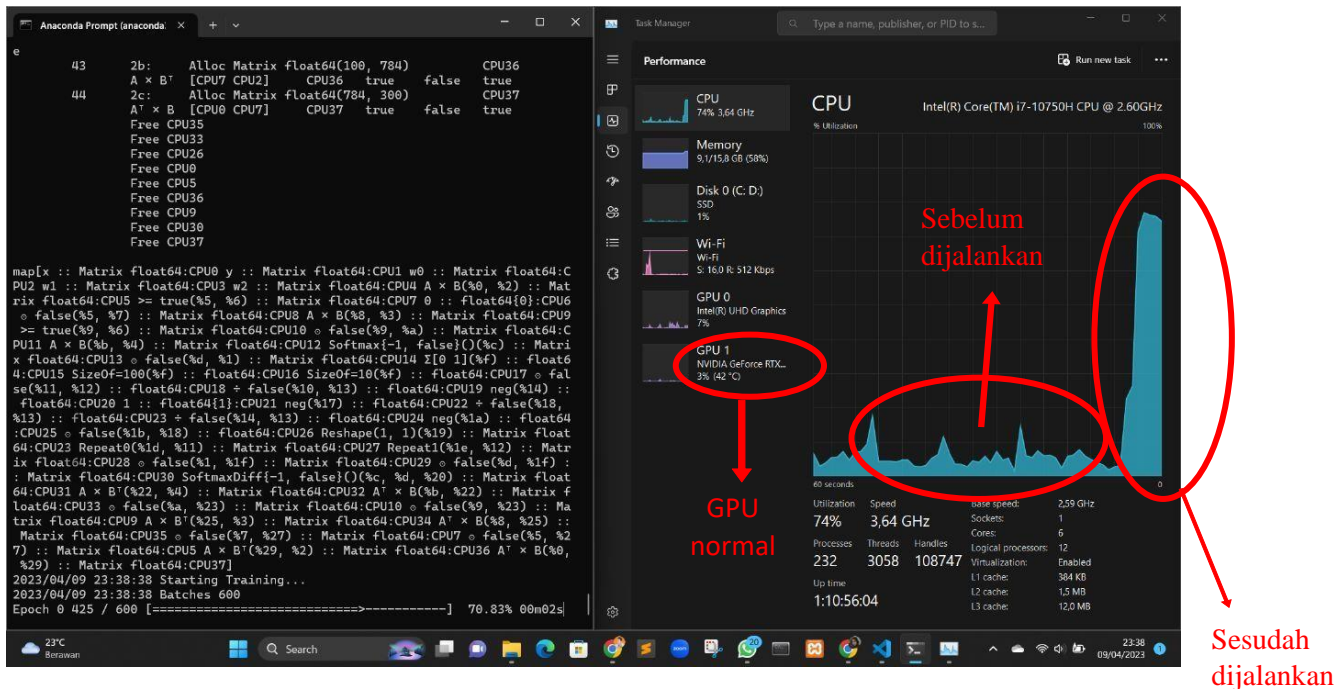 Anaconda Prompt (anaconda:
e
43 2b: Alloc Matrix float64(100, 784) CPU36
A × Bᵀ [CPU7 CPU2] CPU36 true false true
44 2c: Alloc Matrix float64(784, 300) CPU37
Aᵀ × B [CPU0 CPU7] CPU37 true false true
Free CPU35
Free CPU33
Free CPU26
Free CPU0
Free CPU5
Free CPU36
Free CPU9
Free CPU30
Free CPU37
map[x :: Matrix float64:CPU0 y :: Matrix float64:CPU1 w0 :: Matrix float64:C
PU2 w1 :: Matrix float64:CPU3 w2 :: Matrix float64:CPU4 A × B(%0, %2) :: Mat
rix float64:CPU5 >= true(%5, %6) :: Matrix float64:CPU7 0 :: float64{0}:CPU6
⊙ false(%5, %7) :: Matrix float64:CPU8 A × B(%8, %3) :: Matrix float64:CPU9
>= true(%9, %6) :: Matrix float64:CPU10 ⊙ false(%9, %a) :: Matrix float64:C
PU11 A × B(%b, %4) :: Matrix float64:CPU12 Softmax{-1, false}()(%c) :: Matri
x float64:CPU13 ⊙ false(%d, %1) :: Matrix float64:CPU14 Σ[0 1](%f) :: float6
4:CPU15 SizeOf=100(%f) :: float64:CPU16 SizeOf=10(%f) :: float64:CPU17 ⊙ fal
se(%11, %12) :: float64:CPU18 ÷ false(%10, %13) :: float64:CPU19 neg(%14) ::
float64:CPU20 1 :: float64{1}:CPU21 neg(%17) :: float64:CPU22 ÷ false(%18,
%13) :: float64:CPU23 ÷ false(%14, %13) :: float64:CPU24 neg(%1a) :: float64
:CPU25 ⊙ false(%1b, %18) :: float64:CPU26 Reshape(1, 1)(%19) :: Matrix float
64:CPU23 Repeat0(%1d, %11) :: Matrix float64:CPU27 Repeat1(%1e, %12) :: Matr
ix float64:CPU28 ⊙ false(%1, %1f) :: Matrix float64:CPU29 ⊙ false(%d, %1f) :
: Matrix float64:CPU30 SoftmaxDiff{-1, false}()(%c, %d, %20) :: Matrix float
64:CPU31 A × Bᵀ(%22, %4) :: Matrix float64:CPU32 Aᵀ × B(%b, %22) :: Matrix f
loat64:CPU33 ⊙ false(%a, %23) :: Matrix float64:CPU10 ⊙ false(%9, %23) :: Ma
trix float64:CPU9 A × Bᵀ(%25, %3) :: Matrix float64:CPU34 Aᵀ × B(%8, %25) ::
Matrix float64:CPU35 ⊙ false(%7, %27) :: Matrix float64:CPU7 ⊙ false(%5, %2
7) :: Matrix float64:CPU5 A × Bᵀ(%29, %2) :: Matrix float64:CPU36 Aᵀ × B(%0,
%29) :: Matrix float64:CPU37]
2023/04/09 23:38:38 Starting Training...
2023/04/09 23:38:38 Batches 600
Epoch 0 425 / 600 [============================>-----------] 70.83% 00m02s
Task Manager
Type a name, publisher, or PID to s...
Performance
Run new task
CPU
74% 3,64 GHz
Memory
9,1/15,8 GB (58%)
Disk 0 (C: D:)
SSD
1%
Wi-Fi
Wi-Fi
S: 16,0 R: 512 Kbps
GPU 0
Intel(R) UHD Graphics
7%
GPU 1
NVIDIA GeForce RTX...
3% (42 °C)
GPU
normal
CPU
Intel(R) Core(TM) i7-10750H CPU @ 2.60GHz
% Utilization
100%
Sebelum
dijalankan
60 seconds
0
Utilization Speed
74% 3,64 GHz
Processes Threads Handles
232 3058 108747
Up time
1:10:56:04
Base speed: 2,59 GHz
Sockets: 1
Cores: 6
Logical processors: 12
Virtualization: Enabled
L1 cache: 384 KB
L2 cache: 1,5 MB
L3 cache: 12,0 MB
Sesudah
dijalankan
23°C
Berawan
Search
zoom
20
23:38
09/04/2023
1